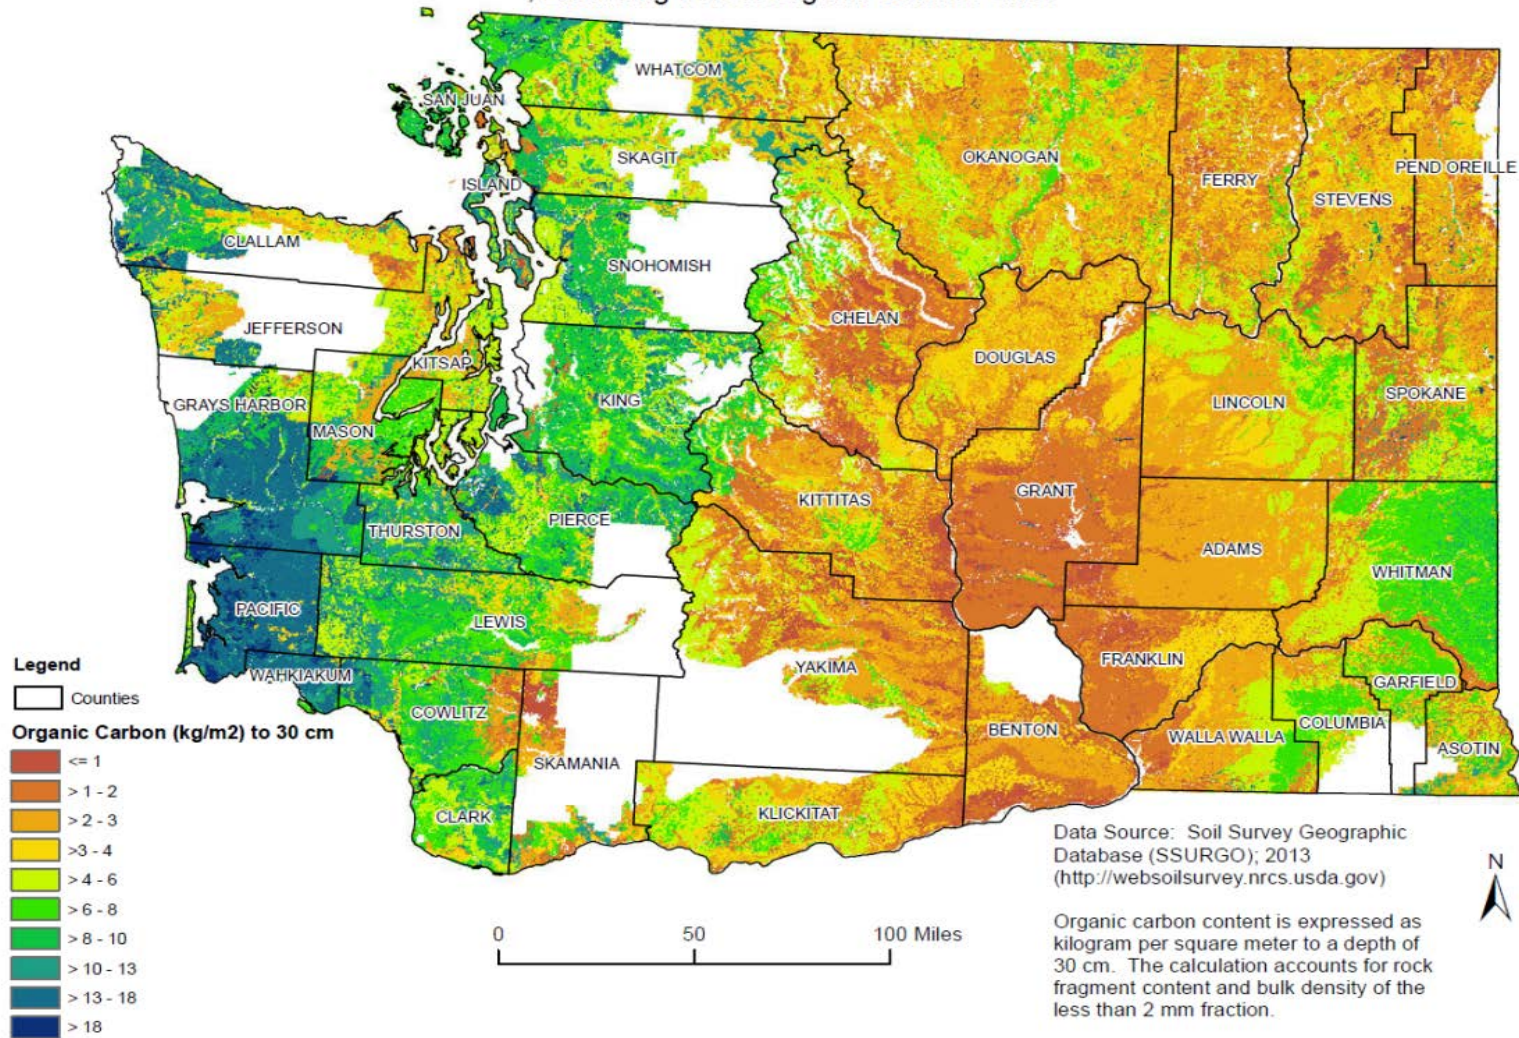 WHATCOM
SAN JUAN
SKAGIT
OKANOGAN
FERRY
STEVENS
PEND OREILLE
ISLAND
CLALLAM
SNOHOMISH
JEFFERSON
CHELAN
DOUGLAS
KITSAP
GRAYS HARBOR
MASON
KING
LINCOLN
SPOKANE
KITTITAS
GRANT
THURSTON
PIERCE
ADAMS
WHITMAN
PACIFIC
LEWIS
YAKIMA
FRANKLIN
GARFIELD
WAHKIAKUM
COWLITZ
BENTON
WALLA WALLA
COLUMBIA
ASOTIN
SKAMANIA
CLARK
KLICKITAT
Legend
Counties
Organic Carbon (kg/m2) to 30 cm
<= 1
> 1 - 2
> 2 - 3
>3 - 4
> 4 - 6
> 6 - 8
> 8 - 10
> 10 - 13
> 13 - 18
> 18
0 50 100 Miles
Data Source: Soil Survey Geographic
Database (SSURGO); 2013
(http://websoilsurvey.nrcs.usda.gov)
N
Organic carbon content is expressed as
kilogram per square meter to a depth of
30 cm. The calculation accounts for rock
fragment content and bulk density of the
less than 2 mm fraction.